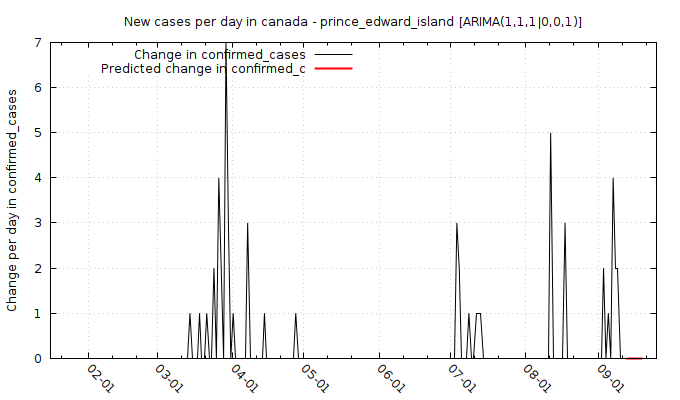 New cases per day in canada - prince_edward_island [ARIMA(1,1,1|0,0,1)]
Change in confirmed_cases
Predicted change in confirmed_c
Change per day in confirmed_cases
7
6
5
4
3
2
1
0
02-01 03-01 04-01 05-01 06-01 07-01 08-01 09-01